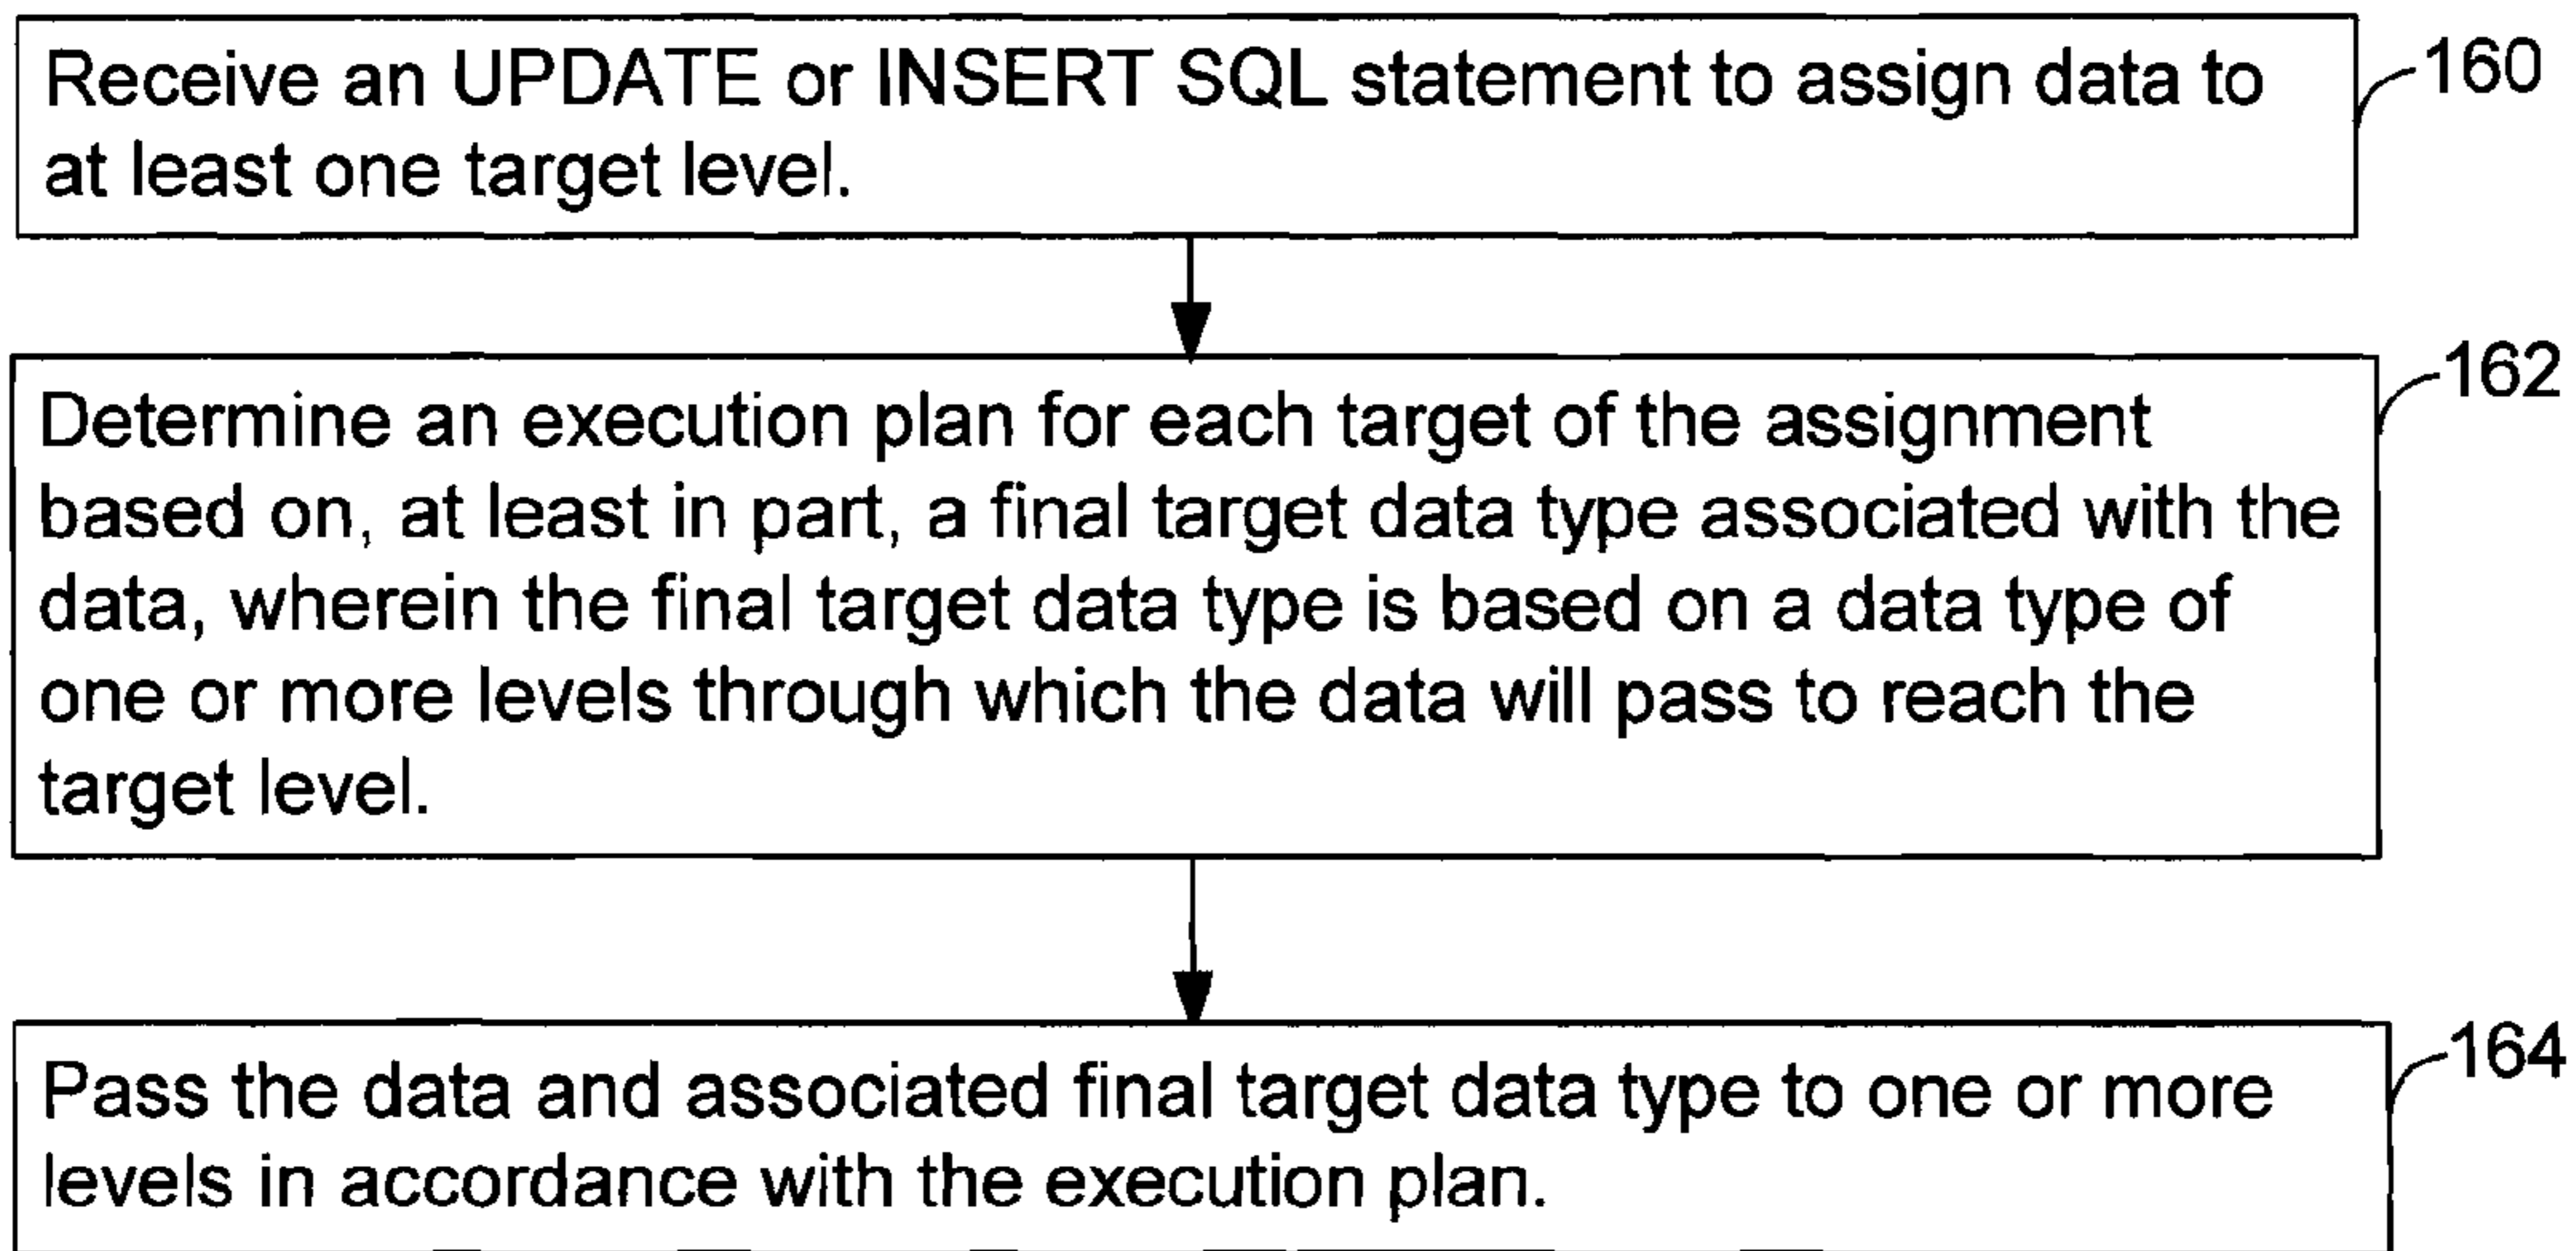 Receive an UPDATE or INSERT SQL statement to assign data to
at least one target level.
160
Determine an execution plan for each target of the assignment
based on, at least in part, a final target data type associated with the
data, wherein the final target data type is based on a data type of
one or more levels through which the data will pass to reach the
target level.
162
Pass the data and associated final target data type to one or more
levels in accordance with the execution plan.
164